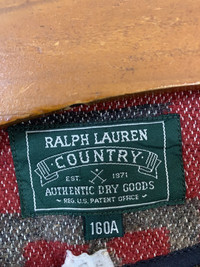 RALPH LAUREN
COUNTRY
EST. 1971
AUTHENTIC DRY GOODS
REG. U.S. PATENT OFFICE
160A